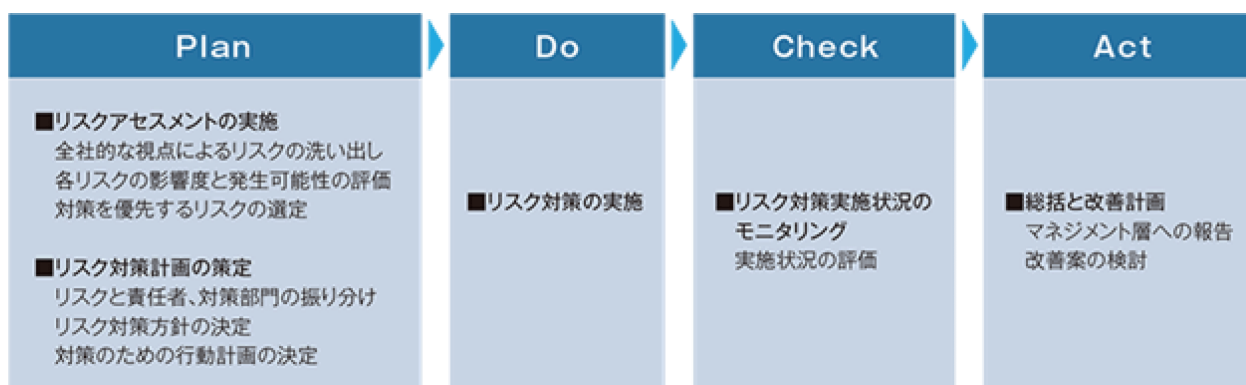 Plan
■リスクアセスメントの実施
全社的な視点によるリスクの洗い出し
各リスクの影響度と発生可能性の評価
対策を優先するリスクの選定
■リスク対策計画の策定
リスクと責任者、対策部門の振り分け
リスク対策方針の決定
対策のための行動計画の決定
Do
■リスク対策の実施
Check
■リスク対策実施状況の
モニタリング
実施状況の評価
Act
■総括と改善計画
マネジメント層への報告
改善案の検討